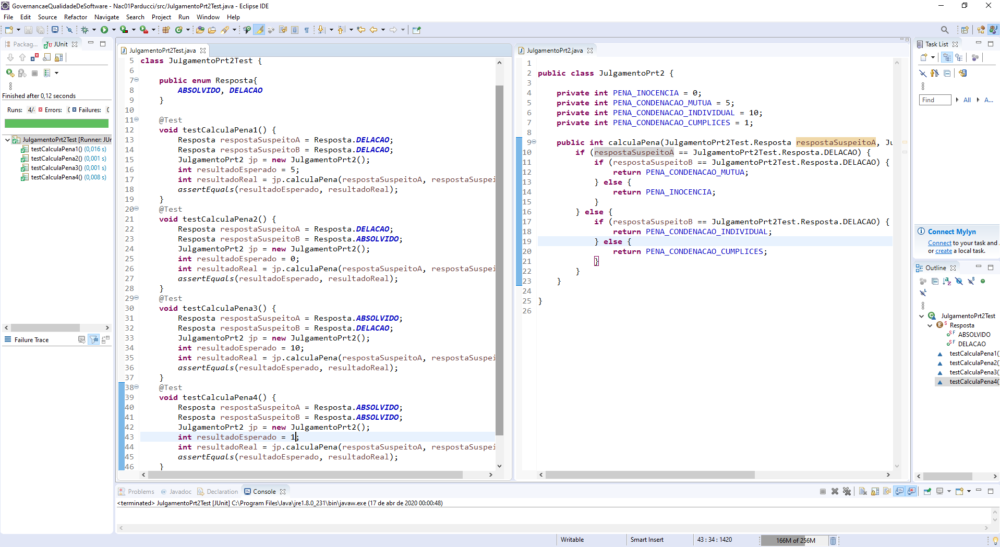 GovernancaeQualidadeDeSoftware - Nac01Parducci/src/JulgamentoPrt2Test.java - Eclipse IDE
File Edit Source Refactor Navigate Search Project Run Window Help
Packag... JUnit
Finished after 0,12 seconds
Runs: 4/ Errors: Failures:
JulgamentoPrt2Test [Runner: JUr
testCalculaPena1() (0,016 s)
testCalculaPena2() (0,001 s)
testCalculaPena3() (0,001 s)
testCalculaPena4() (0,008 s)
Failure Trace
JulgamentoPrt2Test.java
5 class JulgamentoPrt2Test {
6
7 public enum Resposta{
8 ABSOLVIDO, DELACAO
9 }
10
11 @Test
12 void testCalculaPena1() {
13 Resposta respostaSuspeitoA = Resposta.DELACAO;
14 Resposta respostaSuspeitoB = Resposta.DELACAO;
15 JulgamentoPrt2 jp = new JulgamentoPrt2();
16 int resultadoEsperado = 5;
17 int resultadoReal = jp.calculaPena(respostaSuspeitoA, respostaSuspei
18 assertEquals(resultadoEsperado, resultadoReal);
19 }
20 @Test
21 void testCalculaPena2() {
22 Resposta respostaSuspeitoA = Resposta.DELACAO;
23 Resposta respostaSuspeitoB = Resposta.ABSOLVIDO;
24 JulgamentoPrt2 jp = new JulgamentoPrt2();
25 int resultadoEsperado = 0;
26 int resultadoReal = jp.calculaPena(respostaSuspeitoA, respostaSuspei
27 assertEquals(resultadoEsperado, resultadoReal);
28 }
29 @Test
30 void testCalculaPena3() {
31 Resposta respostaSuspeitoA = Resposta.ABSOLVIDO;
32 Resposta respostaSuspeitoB = Resposta.DELACAO;
33 JulgamentoPrt2 jp = new JulgamentoPrt2();
34 int resultadoEsperado = 10;
35 int resultadoReal = jp.calculaPena(respostaSuspeitoA, respostaSuspei
36 assertEquals(resultadoEsperado, resultadoReal);
37 }
38 @Test
39 void testCalculaPena4() {
40 Resposta respostaSuspeitoA = Resposta.ABSOLVIDO;
41 Resposta respostaSuspeitoB = Resposta.ABSOLVIDO;
42 JulgamentoPrt2 jp = new JulgamentoPrt2();
43 int resultadoEsperado = 1;
44 int resultadoReal = jp.calculaPena(respostaSuspeitoA, respostaSuspei
45 assertEquals(resultadoEsperado, resultadoReal);
46 }
JulgamentoPrt2.java
1
2 public class JulgamentoPrt2 {
3
4 private int PENA_INOCENCIA = 0;
5 private int PENA_CONDENACAO_MUTUA = 5;
6 private int PENA_CONDENACAO_INDIVIDUAL = 10;
7 private int PENA_CONDENACAO_CUMPLICES = 1;
8
9 public int calculaPena(JulgamentoPrt2Test.Resposta respostaSuspeitoA, Ju
10 if (respostaSuspeitoA == JulgamentoPrt2Test.Resposta.DELACAO) {
11 if (respostaSuspeitoB == JulgamentoPrt2Test.Resposta.DELACAO) {
12 return PENA_CONDENACAO_MUTUA;
13 } else {
14 return PENA_INOCENCIA;
15 }
16 } else {
17 if (respostaSuspeitoB == JulgamentoPrt2Test.Resposta.DELACAO) {
18 return PENA_CONDENACAO_INDIVIDUAL;
19 } else {
20 return PENA_CONDENACAO_CUMPLICES;
21 }
22 }
23 }
24
25 }
26
Task List
Find All A...
Connect Mylyn
Connect to your task and
or create a local task.
Outline
JulgamentoPrt2Test
Resposta
ABSOLVIDO
DELACAO
testCalculaPena1(
testCalculaPena2(
testCalculaPena3(
testCalculaPena4(
Problems Javadoc Declaration Console
<terminated> JulgamentoPrt2Test [JUnit] C:\Program Files\Java\jre1.8.0_231\bin\javaw.exe (17 de abr de 2020 00:00:48)
Writable Smart Insert 43 : 34 : 1420 166M of 256M